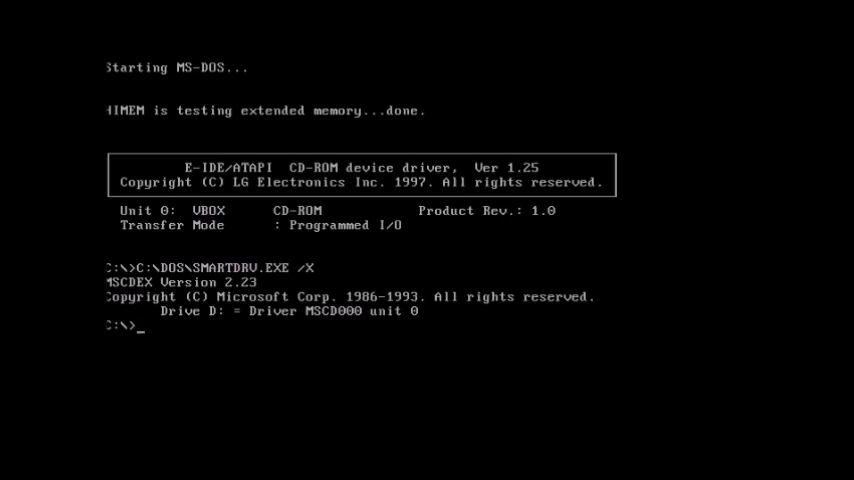 Starting MS-DOS...
HIMEM is testing extended memory...done.
E-IDE/ATAPI CD-ROM device driver, Ver 1.25
Copyright (C) LG Electronics Inc. 1997. All rights reserved.
Unit 0: VBOX CD-ROM Product Rev.: 1.0
Transfer Mode : Programmed I/O
C:\>C:\DOS\SMARTDRV.EXE /X
MSCDEX Version 2.23
Copyright (C) Microsoft Corp. 1986-1993. All rights reserved.
Drive D: = Driver MSCD000 unit 0
C:\>_